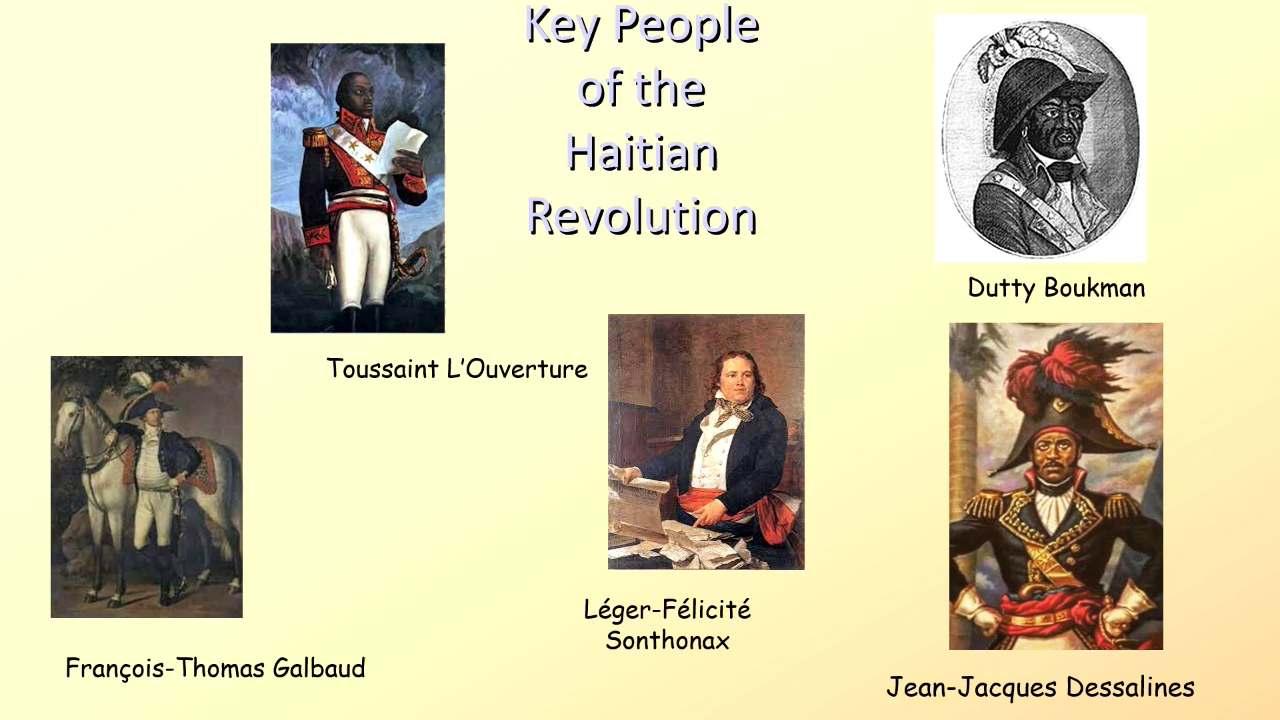 Key People
of the
Haitian
Revolution
Dutty Boukman
Toussaint L’Ouverture
Léger-Félicité
Sonthonax
François-Thomas Galbaud
Jean-Jacques Dessalines